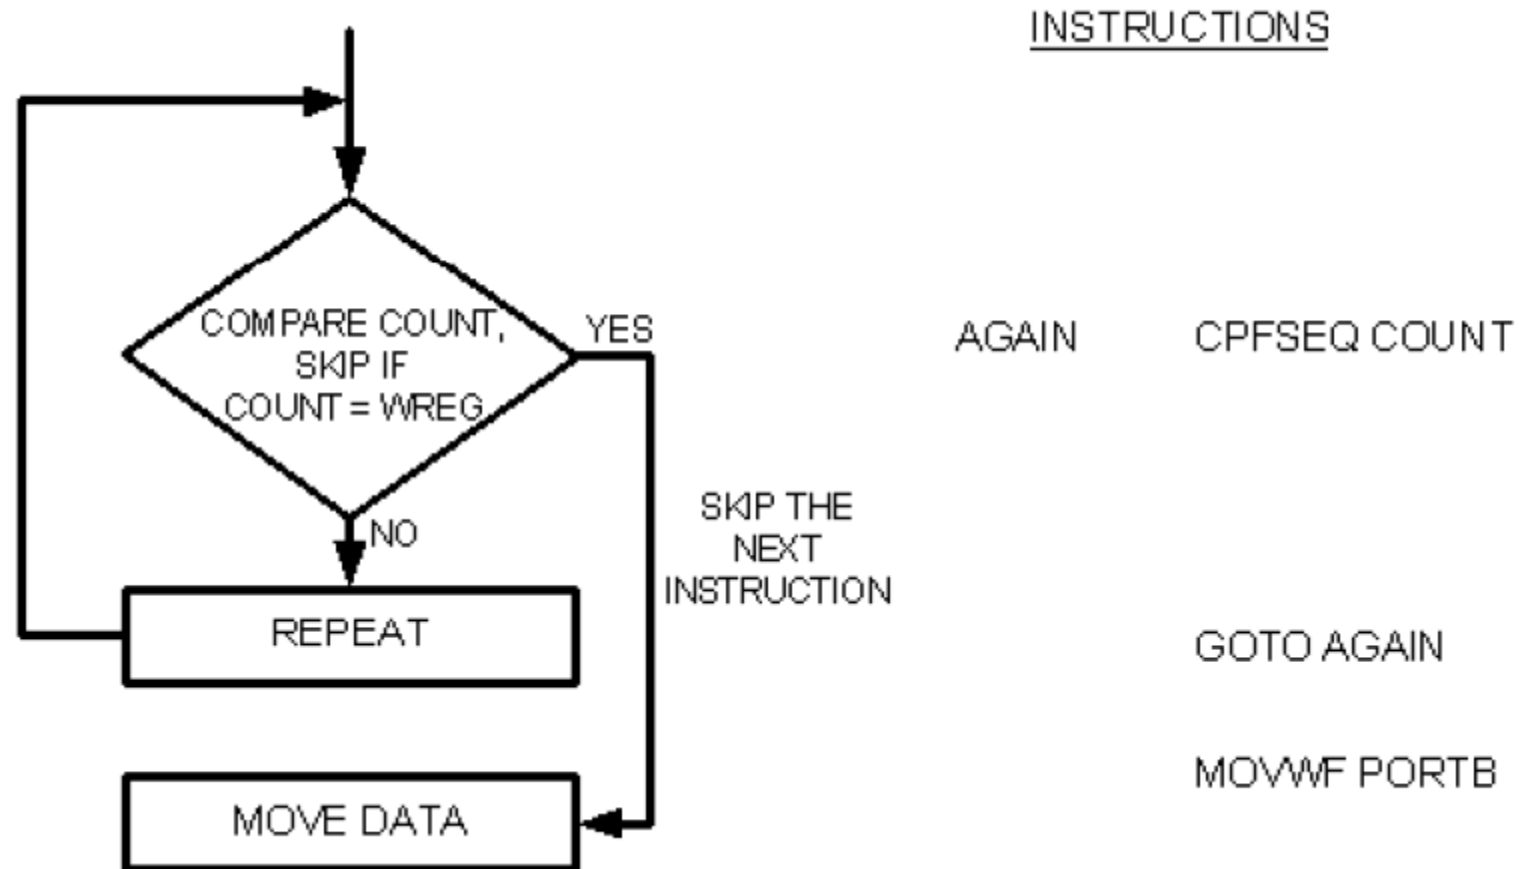 INSTRUCTIONS
COMPARE COUNT,
SKIP IF
COUNT = WREG
YES
AGAIN CPFSEQ COUNT
SKIP THE
NEXT
INSTRUCTION
NO
REPEAT
GOTO AGAIN
MOVWF PORTB
MOVE DATA